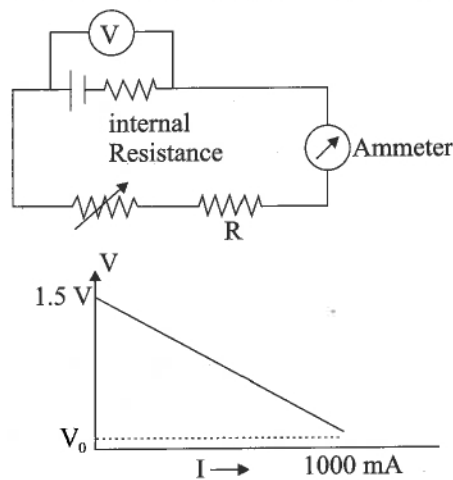 V
internal
Resistance
Ammeter
R
V
1.5 V
V₀
I → 1000 mA